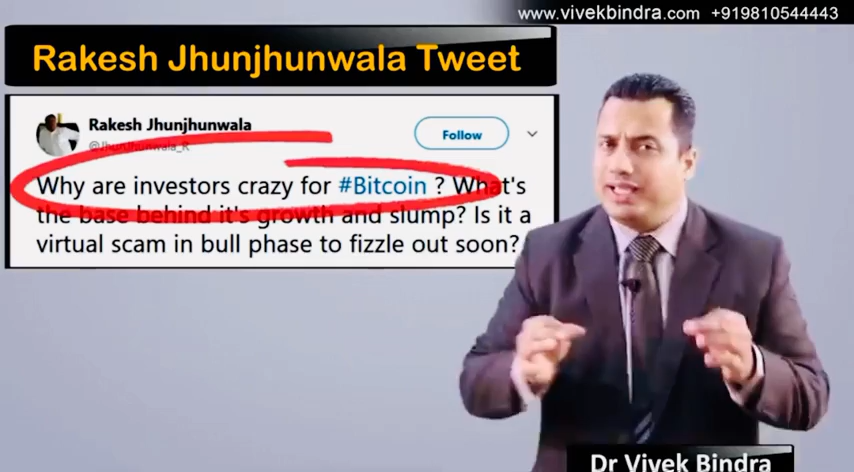 www.vivekbindra.com +919810544443
Rakesh Jhunjhunwala Tweet
Rakesh Jhunjhunwala
@Jhunjhunwala_R
Follow
Why are investors crazy for #Bitcoin ? What's
the base behind it's growth and slump? Is it a
virtual scam in bull phase to fizzle out soon?
Dr Vivek Bindra